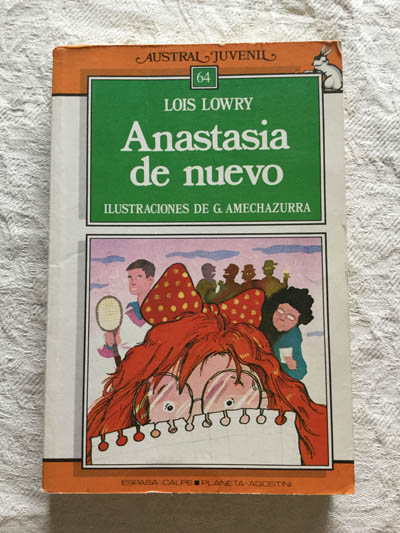 AUSTRAL JUVENIL
64
LOIS LOWRY
Anastasia
de nuevo
ILUSTRACIONES DE G. AMECHAZURRA
ESPASA-CALPE ■ PLANETA-AGOSTINI